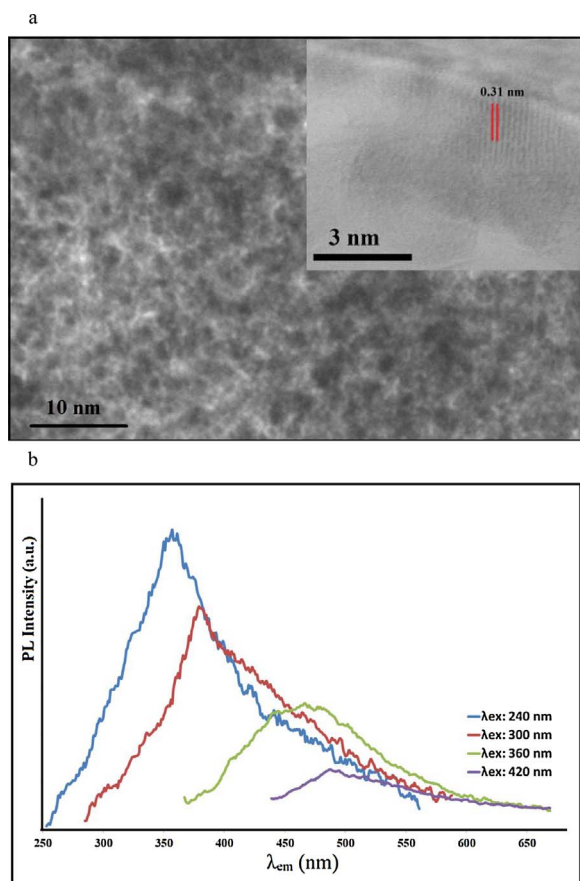 a
0.31 nm
3 nm
10 nm
b
PL Intensity (a.u.)
λex: 240 nm
λex: 300 nm
λex: 360 nm
λex: 420 nm
250 300 350 400 450 500 550 600 650
λem (nm)